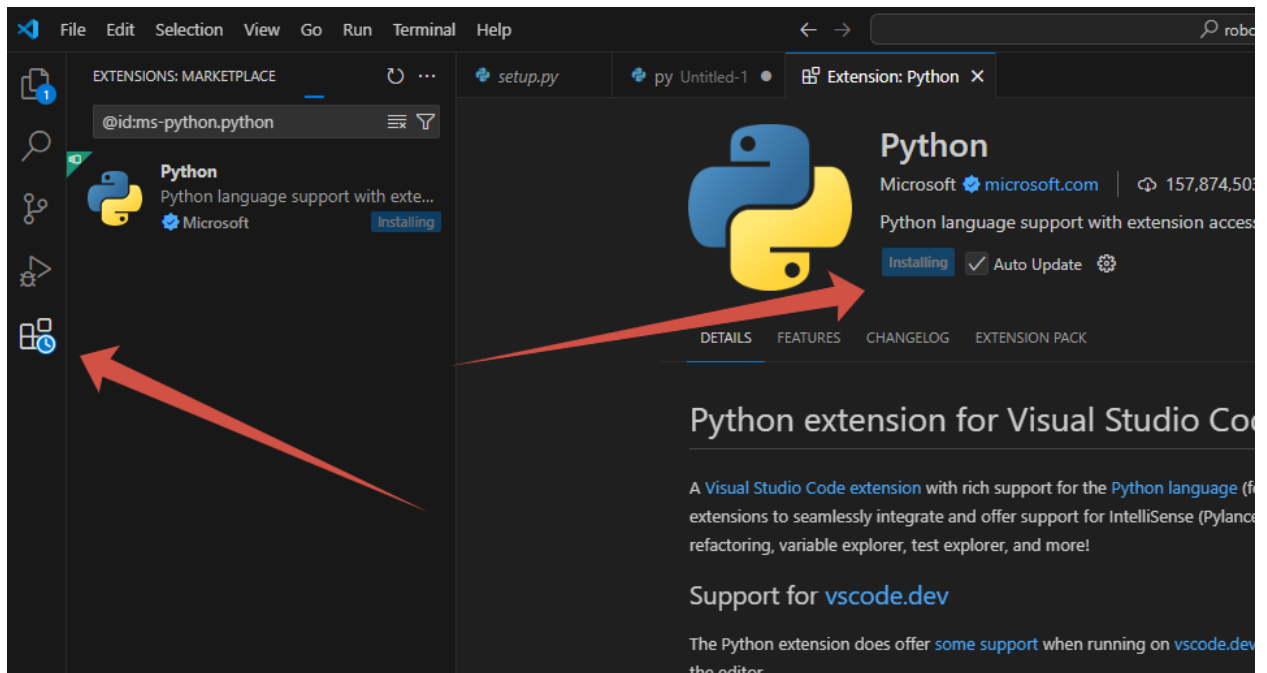 File Edit Selection View Go Run Terminal Help
EXTENSIONS: MARKETPLACE
setup.py
py Untitled-1
Extension: Python
1
@id:ms-python.python
Python
Python language support with exte...
Microsoft
Installing
Python
Microsoft microsoft.com 157,874,503
Python language support with extension access
Installing Auto Update
DETAILS FEATURES CHANGELOG EXTENSION PACK
Python extension for Visual Studio Co
A Visual Studio Code extension with rich support for the Python language (f
extensions to seamlessly integrate and offer support for IntelliSense (Pylance
refactoring, variable explorer, test explorer, and more!
Support for vscode.dev
The Python extension does offer some support when running on vscode.dev
the editor